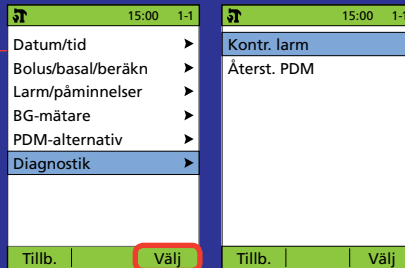 15:00 1-1
Datum/tid
Bolus/basal/beräkn
Larm/påminnelser
BG-mätare
PDM-alternativ
Diagnostik
Tillb. Välj
15:00 1-1
Kontr. larm
Återst. PDM
Tillb. Välj